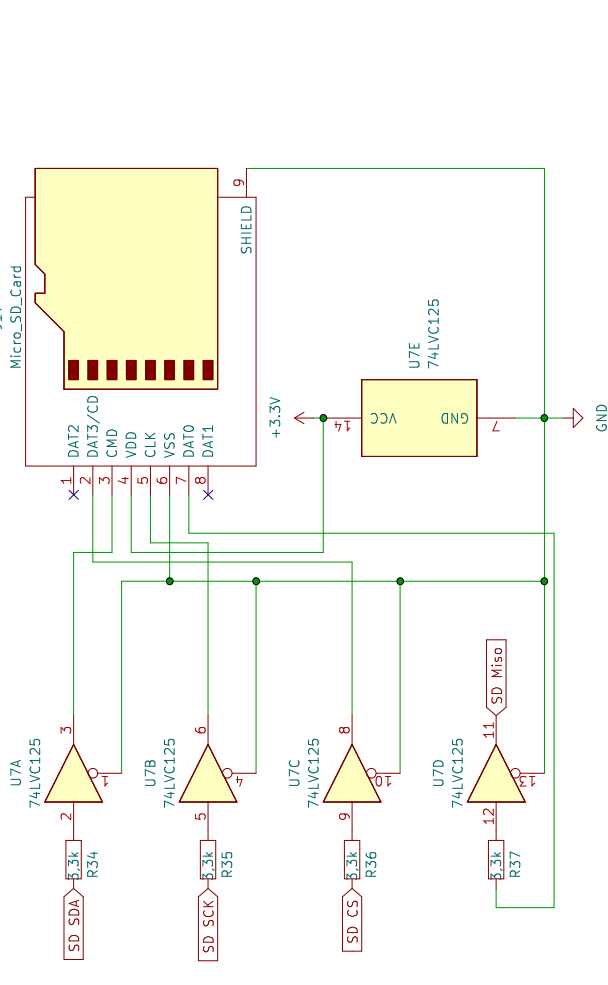 9
SHIELD
Micro_SD_Card
DAT2
DAT3/CD
CMD
VDD
CLK
VSS
DAT0
DAT1
1
2
3
4
5
6
7
8
+3.3V
14
VCC
GND
7
U7E
74LVC125
GND
U7A
74LVC125
3
1
2
3.3k
R34
SD SDA
U7B
74LVC125
6
4
5
3.3k
R35
SD SCK
U7C
74LVC125
8
10
9
3.3k
R36
SD CS
SD Miso
U7D
74LVC125
11
13
12
3.3k
R37